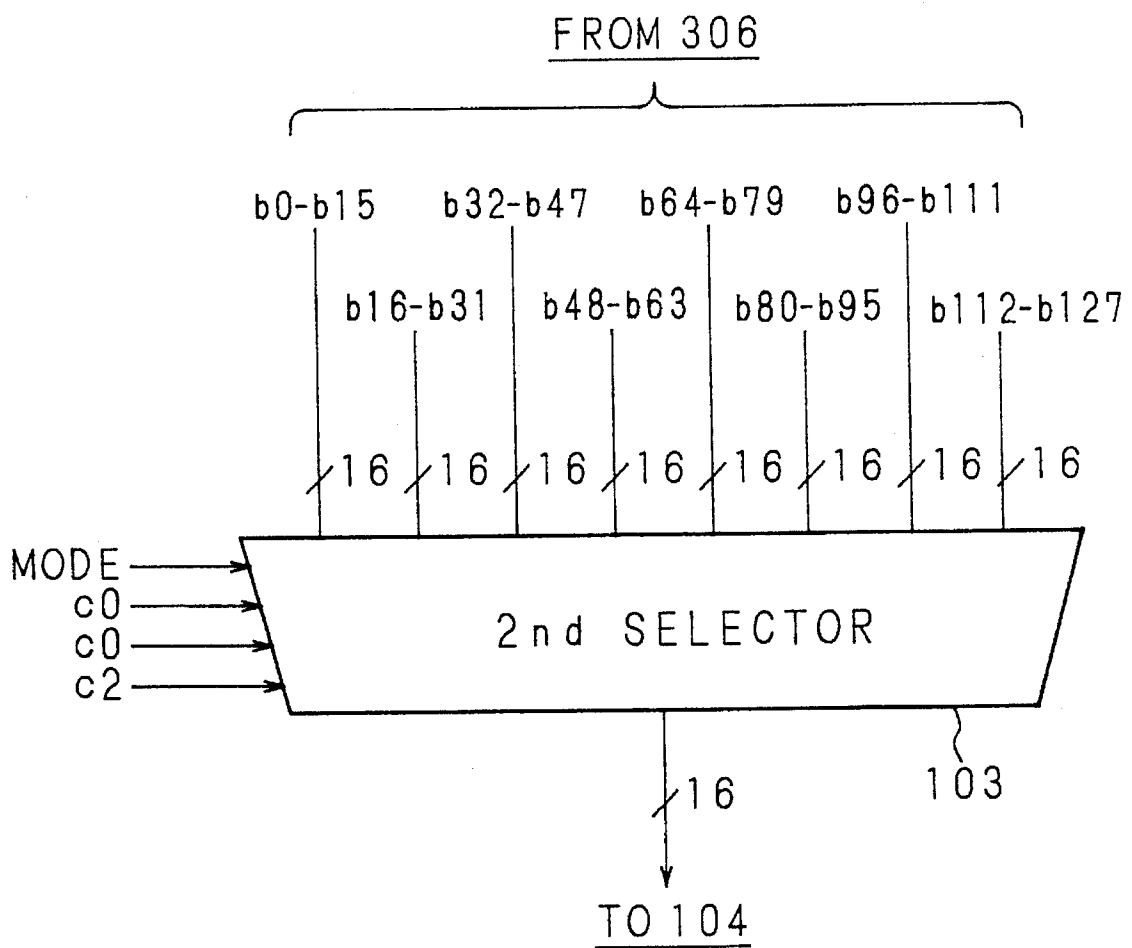 FROM 306
b0-b15 b32-b47 b64-b79 b96-b111
b16-b31 b48-b63 b80-b95 b112-b127
16 16 16 16 16 16 16 16
MODE
c0
c0
c2
2nd SELECTOR
103
16
TO 104